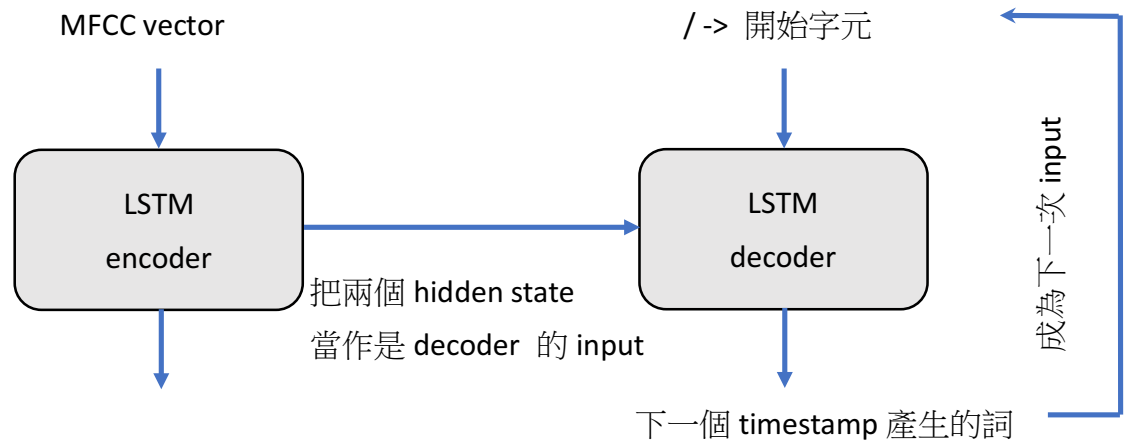 MFCC vector
/ -> 開始字元
LSTM
encoder
LSTM
decoder
把兩個 hidden state
當作是 decoder 的 input
成為下一次 input
下一個 timestamp 產生的詞